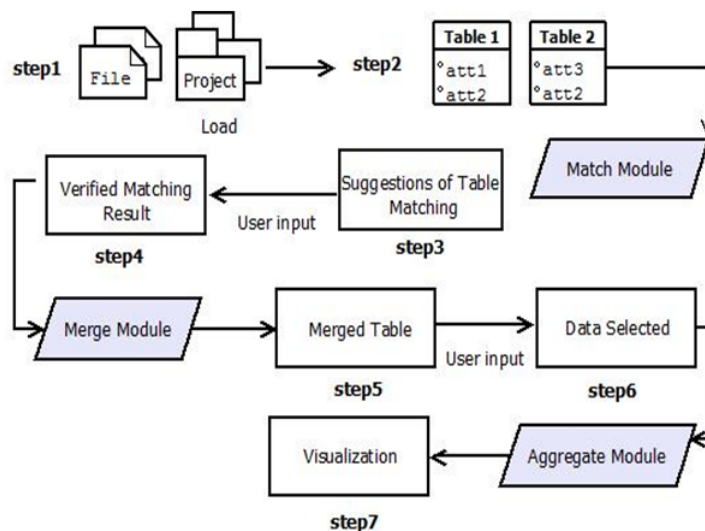 step1
File
Project
Load
step2
Table 1
°att1
°att2
Table 2
°att3
°att2
Match Module
Suggestions of Table
Matching
step3
User input
Verified Matching
Result
step4
Merge Module
Merged Table
step5
User input
Data Selected
step6
Aggregate Module
Visualization
step7